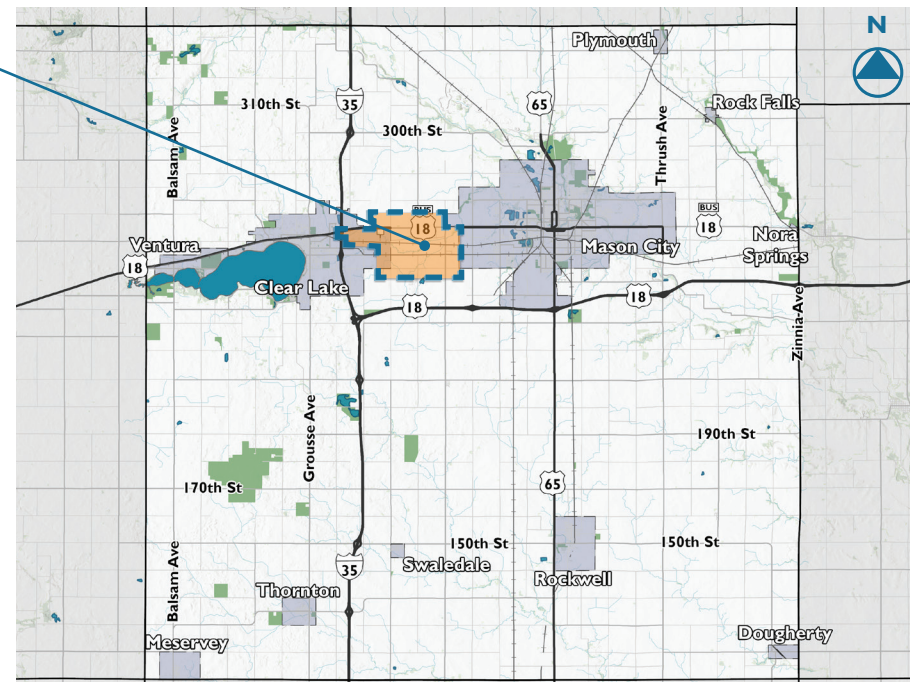 N
Plymouth
35
65
310th St
Rock Falls
300th St
Balsam Ave
Thrush Ave
BUS
18
BUS
18
Ventura
Mason City
Nora
Springs
18
Clear Lake
18
18
Zinnia Ave
Grousse Ave
190th St
170th St
65
150th St
150th St
Swaledale
35
Rockwell
Thornton
Balsam Ave
Meservey
Dougherty